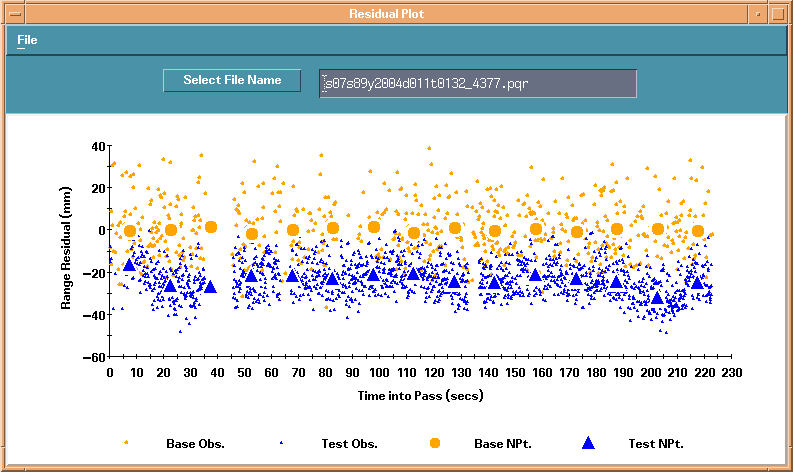 Residual Plot
File
Select File Name
s07s89y2004d011t0132_4377.pqr
40
20
0
−20
−40
−60
Range Residual (mm)
0 10 20 30 40 50 60 70 80 90 100 110 120 130 140 150 160 170 180 190 200 210 220 230
Time into Pass (secs)
Base Obs. Test Obs. Base NPt. Test NPt.